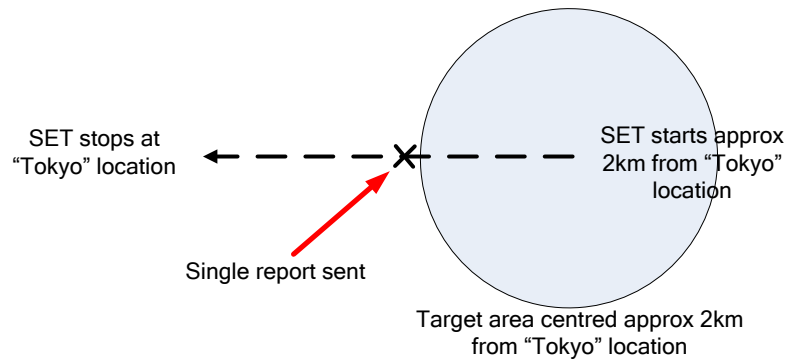 SET stops at
“Tokyo” location
SET starts approx
2km from “Tokyo”
location
Single report sent
Target area centred approx 2km
from “Tokyo” location